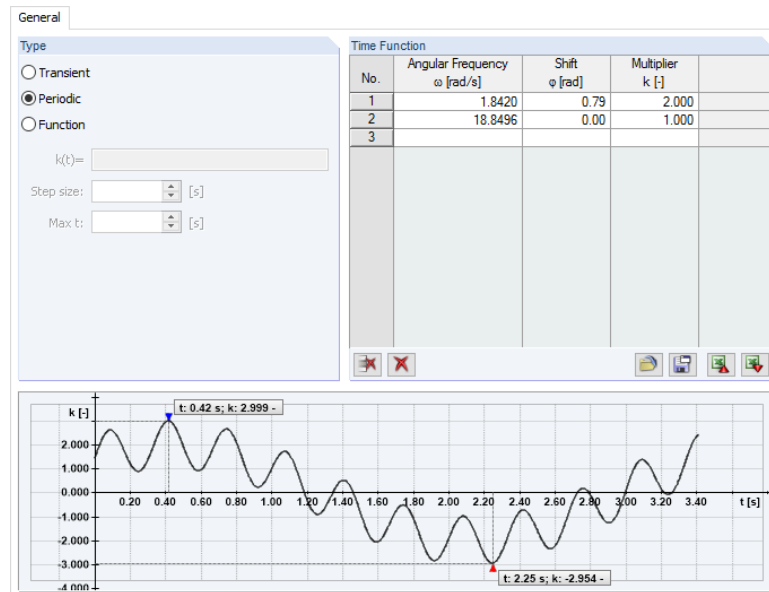 General
Type
Transient
Periodic
Function
k(t)=
Step size: [s]
Max t: [s]
Time Function
No. Angular Frequency ω [rad/s] Shift φ [rad] Multiplier k [-]
1 1.8420 0.79 2.000
2 18.8496 0.00 1.000
3
k [-]
t: 0.42 s; k: 2.999 -
2.000
1.000
0.000
0.20 0.40 0.60 0.80 1.00 1.20 1.40 1.60 1.80 2.00 2.20 2.40 2.60 2.80 3.00 3.20 3.40 t [s]
-1.000
-2.000
-3.000
t: 2.25 s; k: -2.954 -
-4.000